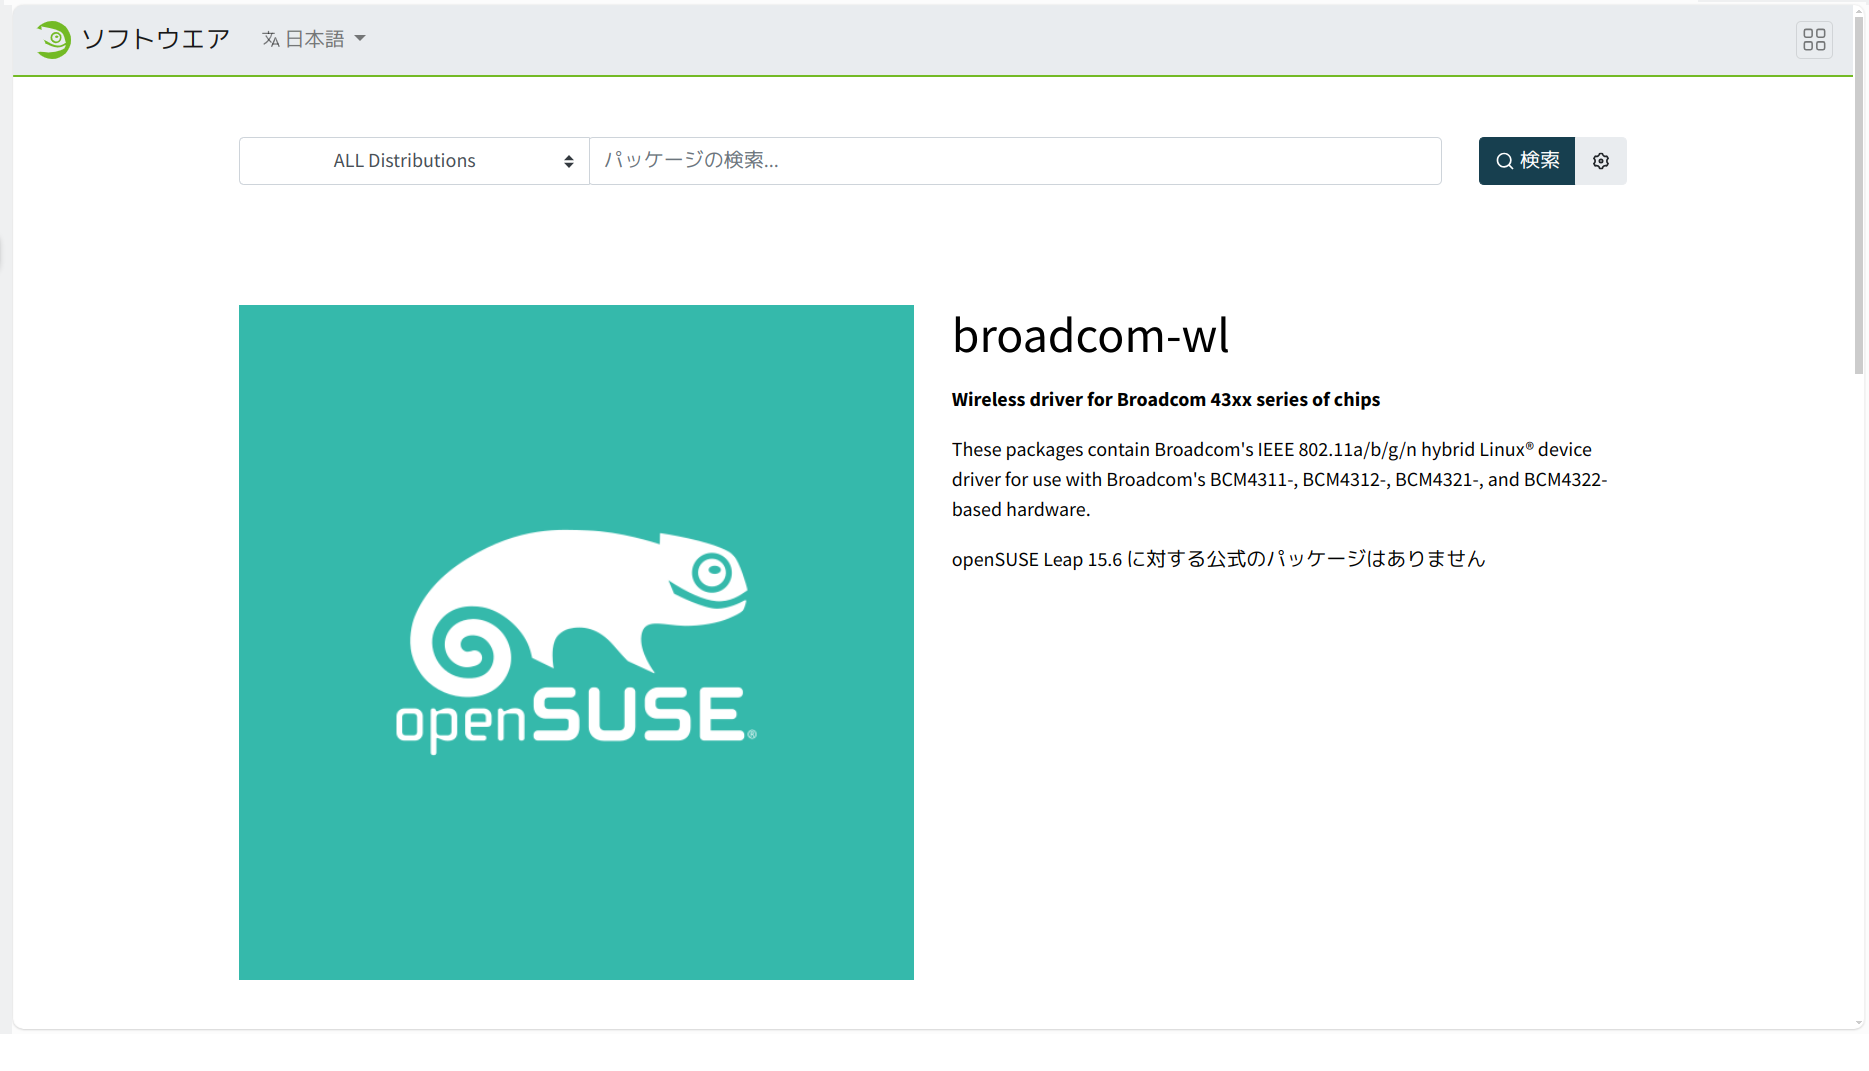 ソフトウエア
日本語
ALL Distributions
パッケージの検索...
検索
broadcom-wl
Wireless driver for Broadcom 43xx series of chips
These packages contain Broadcom's IEEE 802.11a/b/g/n hybrid Linux® device
driver for use with Broadcom's BCM4311-, BCM4312-, BCM4321-, and BCM4322-
based hardware.
openSUSE Leap 15.6 に対する公式のパッケージはありません
openSUSE®